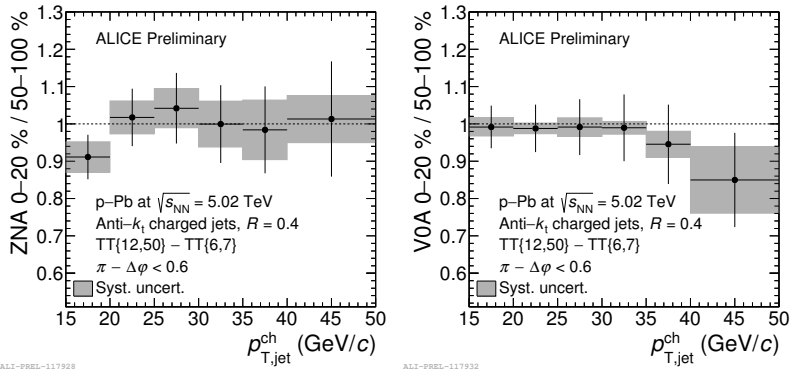 ZNA 0–20 % / 50–100 %
1.3
1.2
1.1
1
0.9
0.8
0.7
0.6
ALICE Preliminary
p–Pb at √sNN = 5.02 TeV
Anti–kt charged jets, R = 0.4
TT{12,50} – TT{6,7}
π – Δφ < 0.6
Syst. uncert.
15 20 25 30 35 40 45 50
pchT,jet (GeV/c)
ALI-PREL-117928
V0A 0–20 % / 50–100 %
1.3
1.2
1.1
1
0.9
0.8
0.7
0.6
ALICE Preliminary
p–Pb at √sNN = 5.02 TeV
Anti–kt charged jets, R = 0.4
TT{12,50} – TT{6,7}
π – Δφ < 0.6
Syst. uncert.
15 20 25 30 35 40 45 50
pchT,jet (GeV/c)
ALI-PREL-117932